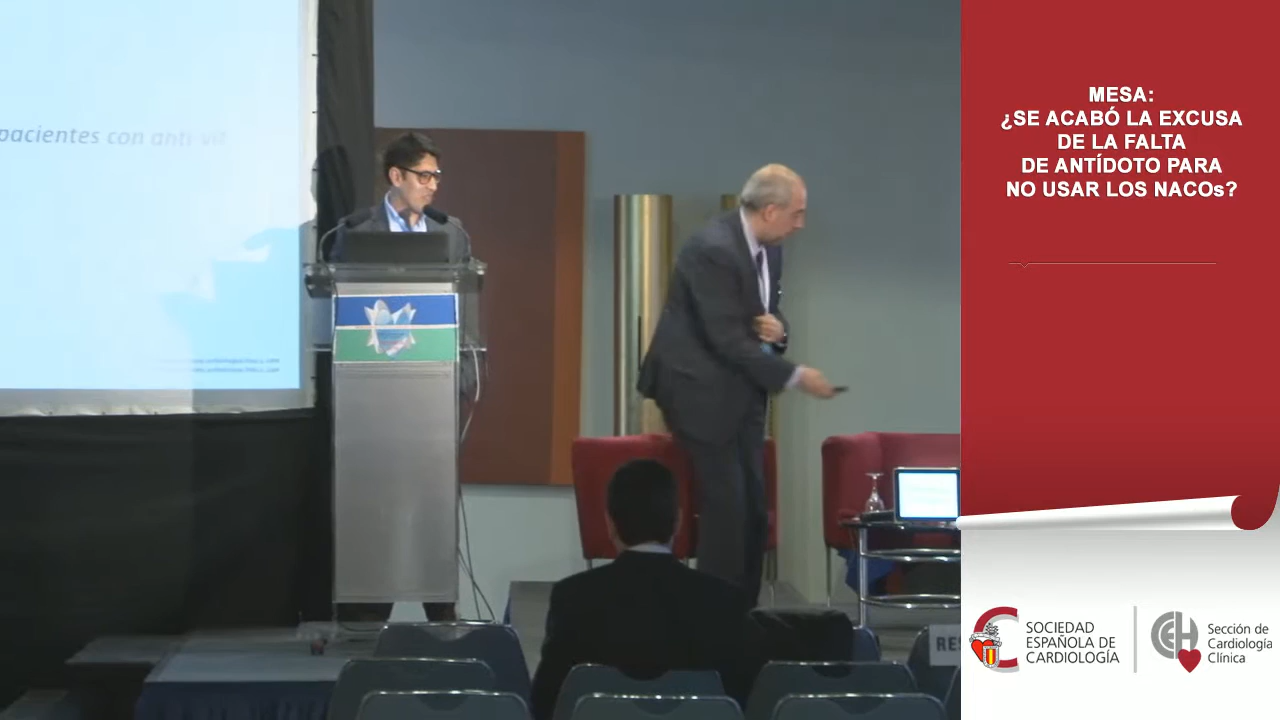 pacientes con anti-vit
MESA:
¿SE ACABÓ LA EXCUSA
DE LA FALTA
DE ANTÍDOTO PARA
NO USAR LOS NACOs?
RES
SOCIEDAD
ESPAÑOLA DE
CARDIOLOGÍA
Sección de
Cardiología
Clínica